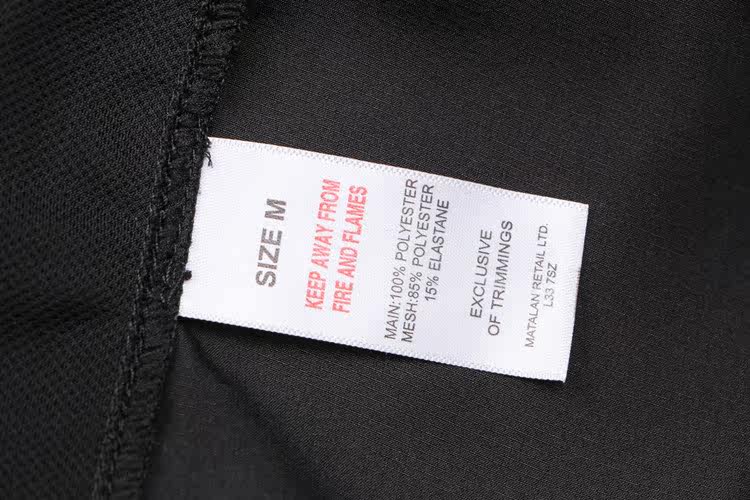 SIZE M
KEEP AWAY FROM
FIRE AND FLAMES
MAIN:100% POLYESTER
MESH:85% POLYESTER
15% ELASTANE
EXCLUSIVE
OF TRIMMINGS
MATALAN RETAIL LTD.
L33 7SZ